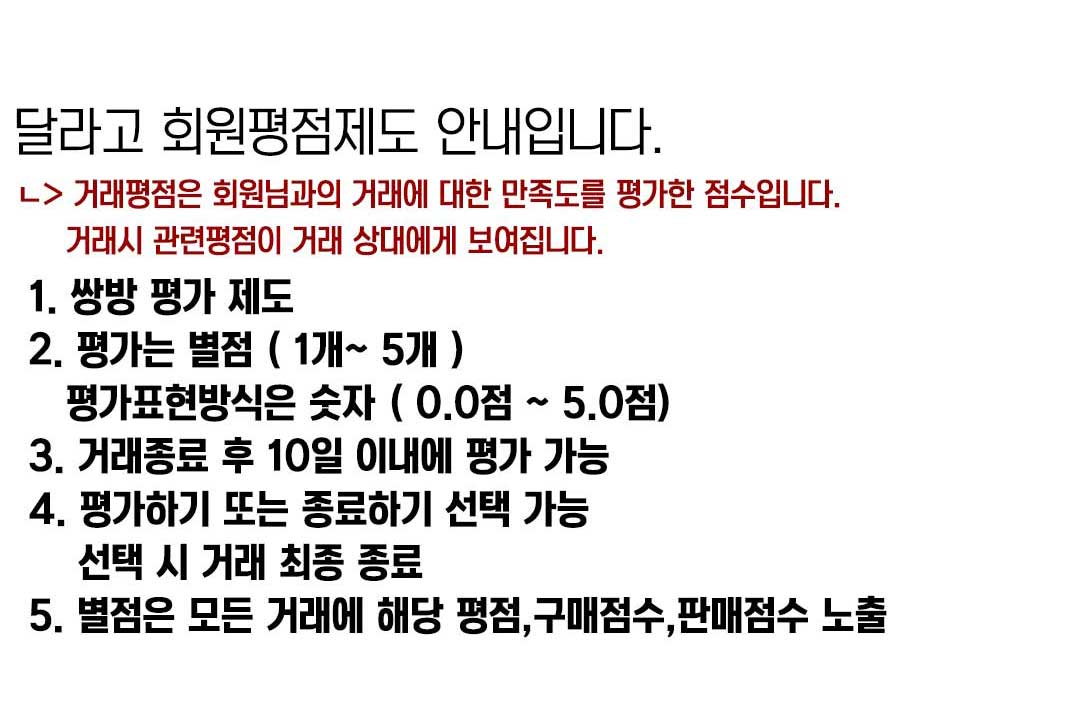 달라고 회원평점제도 안내입니다.
ㄴ> 거래평점은 회원님과의 거래에 대한 만족도를 평가한 점수입니다.
거래시 관련평점이 거래 상대에게 보여집니다.
1. 쌍방 평가 제도
2. 평가는 별점 ( 1개~ 5개 )
평가표현방식은 숫자 ( 0.0점 ~ 5.0점)
3. 거래종료 후 10일 이내에 평가 가능
4. 평가하기 또는 종료하기 선택 가능
선택 시 거래 최종 종료
5. 별점은 모든 거래에 해당 평점,구매점수,판매점수 노출